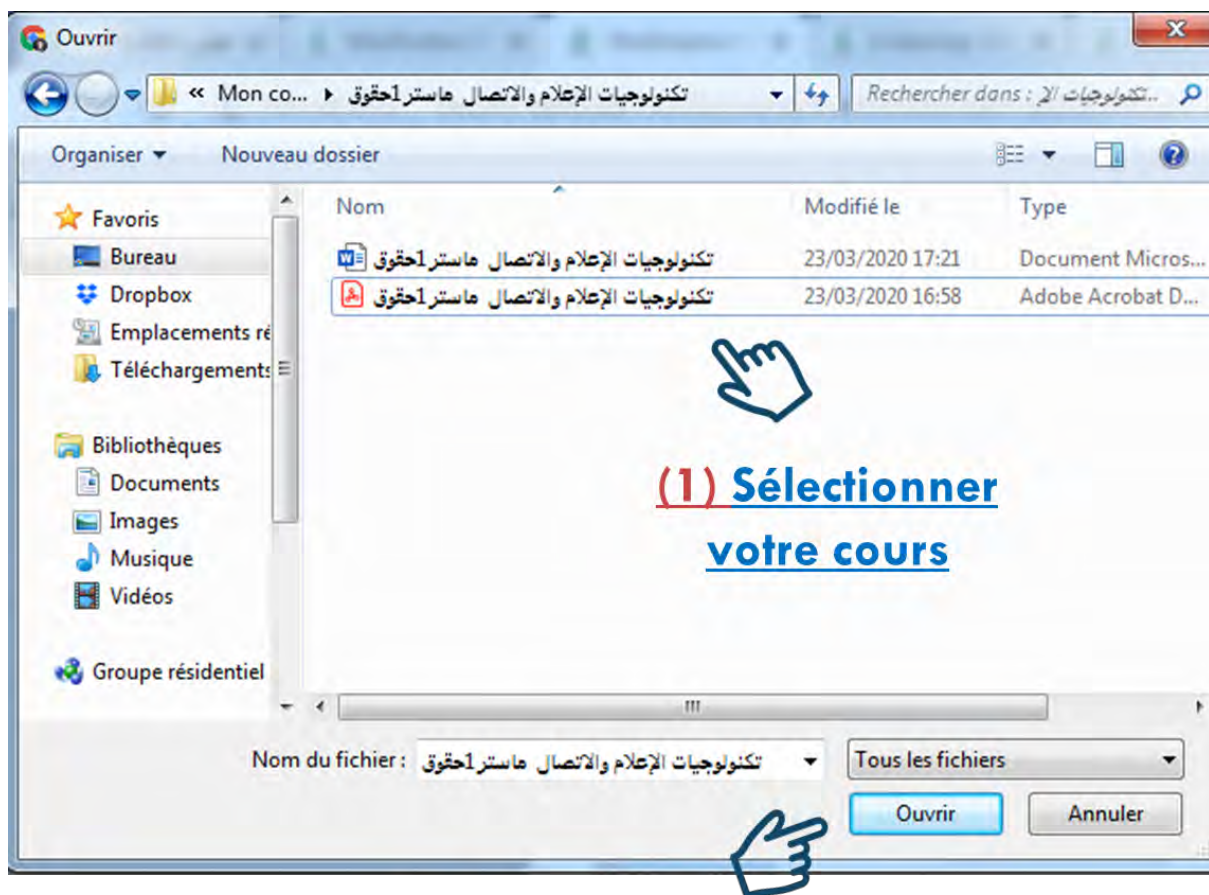 Ouvrir
« Mon co... ▸ تكنولوجيات الإعلام والاتصال ماستر1حقوق
Rechercher dans : تكنولوجيات الإ...
Organiser Nouveau dossier
Nom Modifié le Type
تكنولوجيات الإعلام والاتصال ماستر1حقوق 23/03/2020 17:21 Document Micros...
تكنولوجيات الإعلام والاتصال ماستر1حقوق 23/03/2020 16:58 Adobe Acrobat D...
Favoris
Bureau
Dropbox
Emplacements ré
Téléchargements
Bibliothèques
Documents
Images
Musique
Vidéos
Groupe résidentiel
(1) Sélectionner
votre cours
Nom du fichier : تكنولوجيات الإعلام والاتصال ماستر1حقوق Tous les fichiers
Ouvrir Annuler